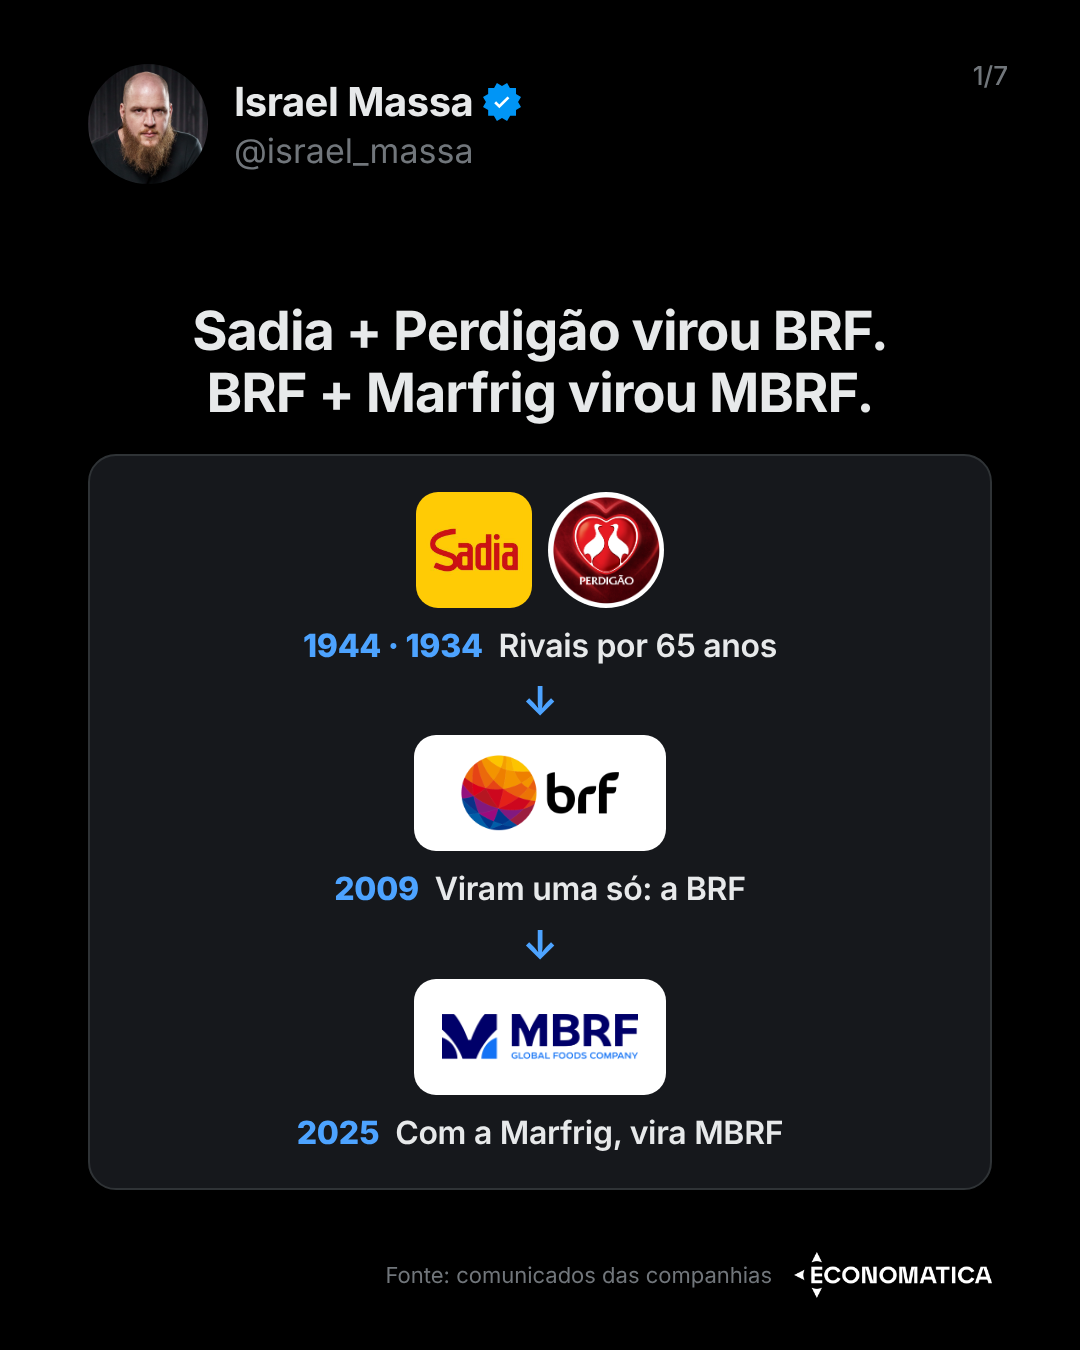 Israel Massa
@israel_massa
1/7
Sadia + Perdigão virou BRF.
BRF + Marfrig virou MBRF.
Sadia
PERDIGÃO
1944 · 1934 Rivais por 65 anos
↓
brf
2009 Viram uma só: a BRF
↓
MBRF
GLOBAL FOODS COMPANY
2025 Com a Marfrig, vira MBRF
Fonte: comunicados das companhias
ECONOMATICA